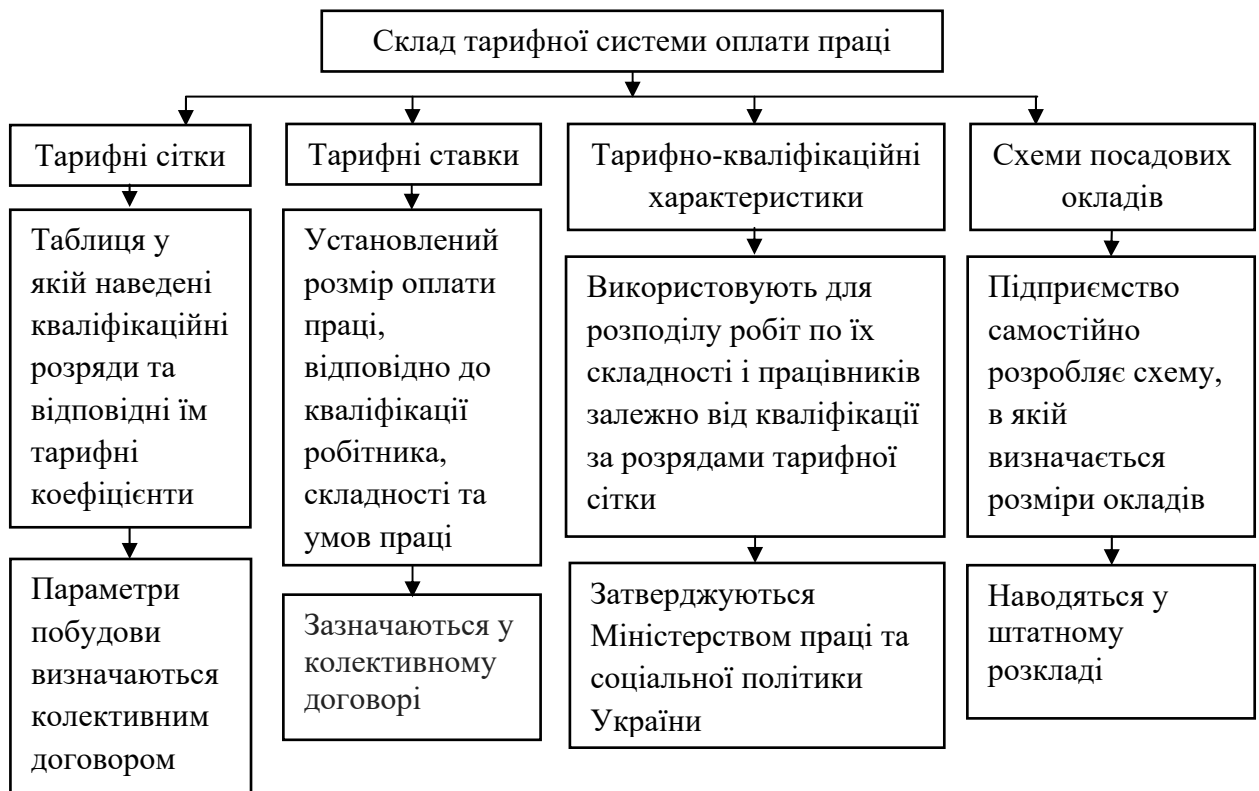 Склад тарифної системи оплати праці
Тарифні сітки
Таблиця у
якій наведені
кваліфікаційні
розряди та
відповідні їм
тарифні
коефіцієнти
Параметри
побудови
визначаються
колективним
договором
Тарифні ставки
Установлений
розмір оплати
праці,
відповідно до
кваліфікації
робітника,
складності та
умов праці
Зазначаються у
колективному
договорі
Тарифно-кваліфікаційні
характеристики
Використовують для
розподілу робіт по їх
складності і працівників
залежно від кваліфікації
за розрядами тарифної
сітки
Затверджуються
Міністерством праці та
соціальної політики
України
Схеми посадових
окладів
Підприємство
самостійно
розробляє схему,
в якій
визначається
розміри окладів
Наводяться у
штатному
розкладі